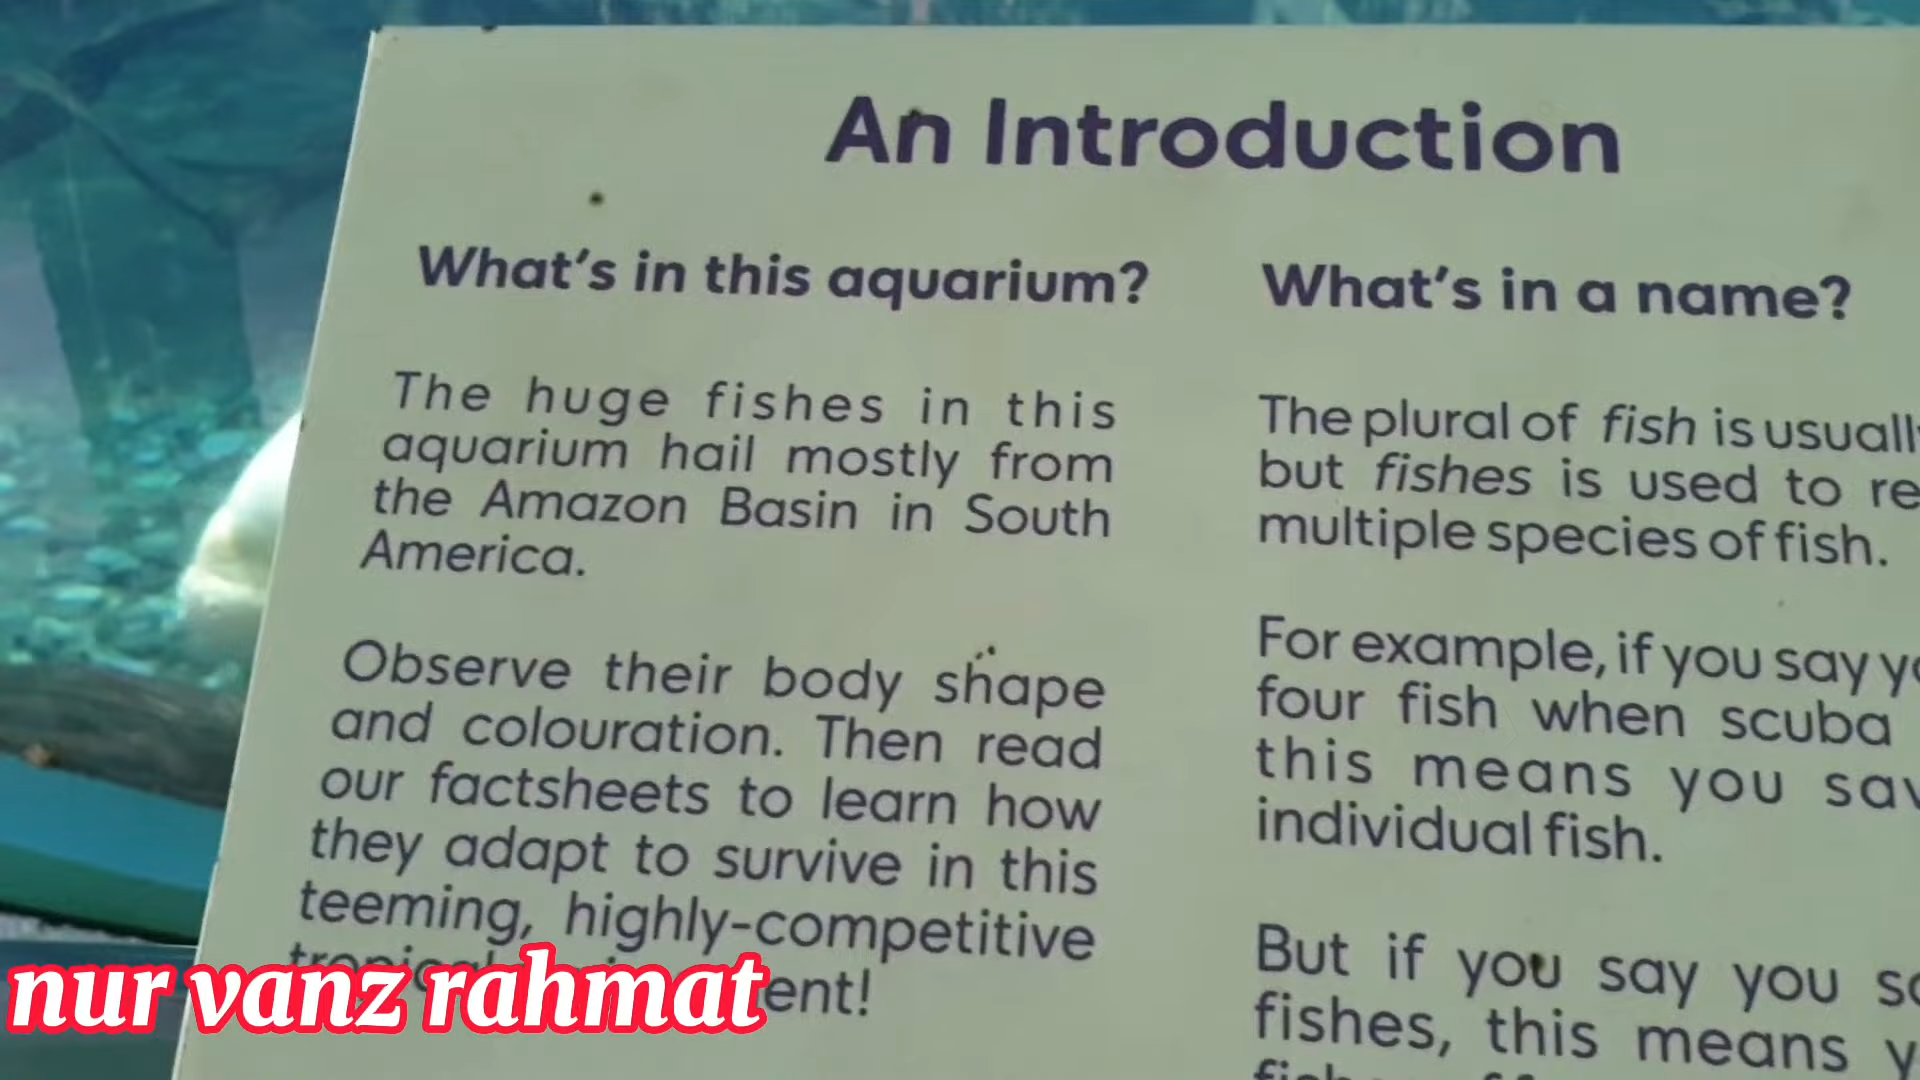 An Introduction
What's in this aquarium?
The huge fishes in this
aquarium hail mostly from
the Amazon Basin in South
America.
Observe their body shape
and colouration. Then read
our factsheets to learn how
they adapt to survive in this
teeming, highly-competitive
What's in a name?
The plural of fish is
but fishes is used to
multiple species of fish.
For example, if you say
four fish when scuba
this means you
individual fish.
But if you say you
fishes, this means
nur vanz rahmat